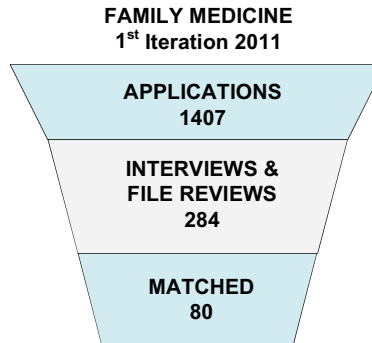 FAMILY MEDICINE
1st Iteration 2011
APPLICATIONS
1407
INTERVIEWS &
FILE REVIEWS
284
MATCHED
80